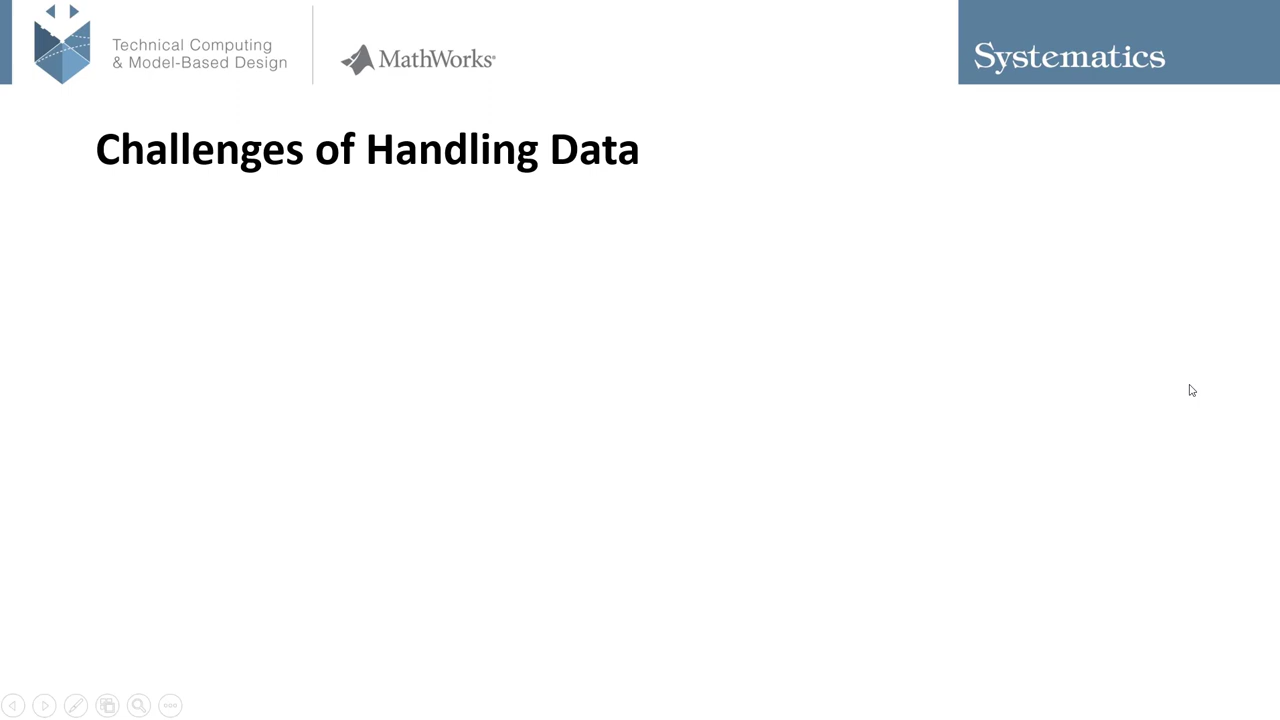 Technical Computing
& Model-Based Design
MathWorks®
Systematics
Challenges of Handling Data